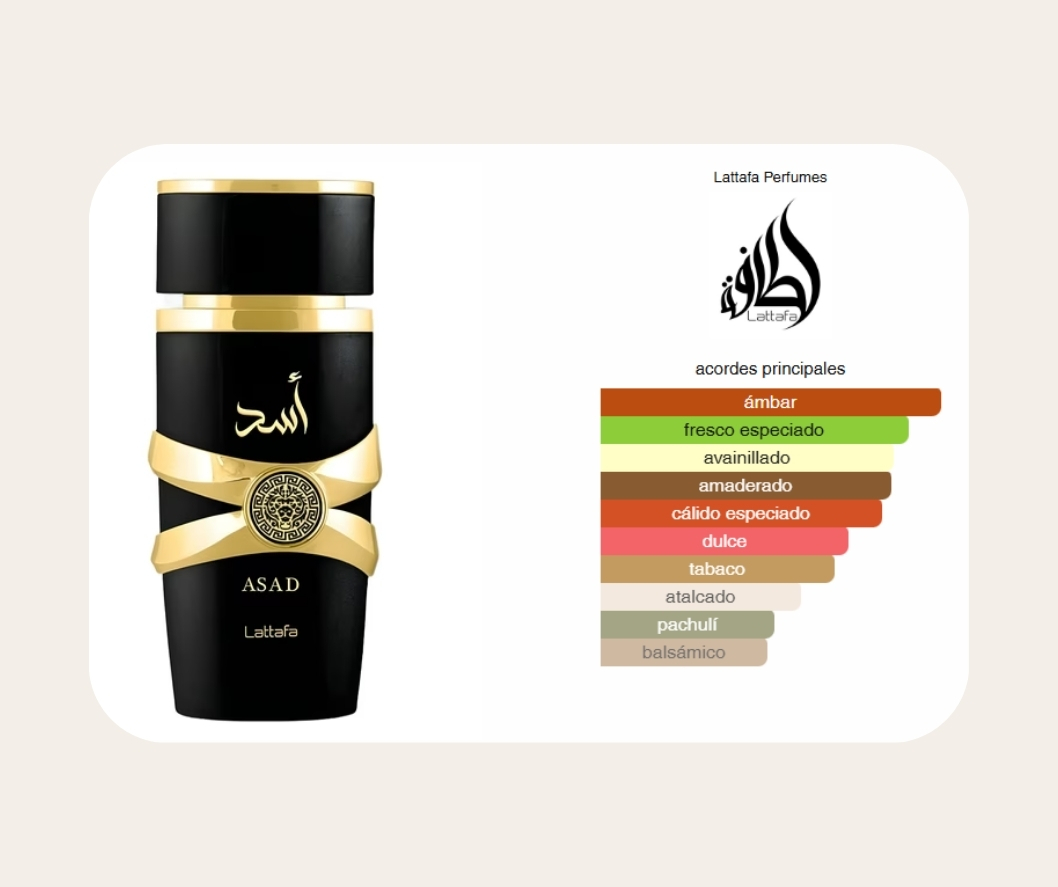 أسد
ASAD
Lattafa
Lattafa Perfumes
لطافة
Lattafa
acordes principales
ámbar
fresco especiado
avainillado
amaderado
cálido especiado
dulce
tabaco
atalcado
pachulí
balsámico